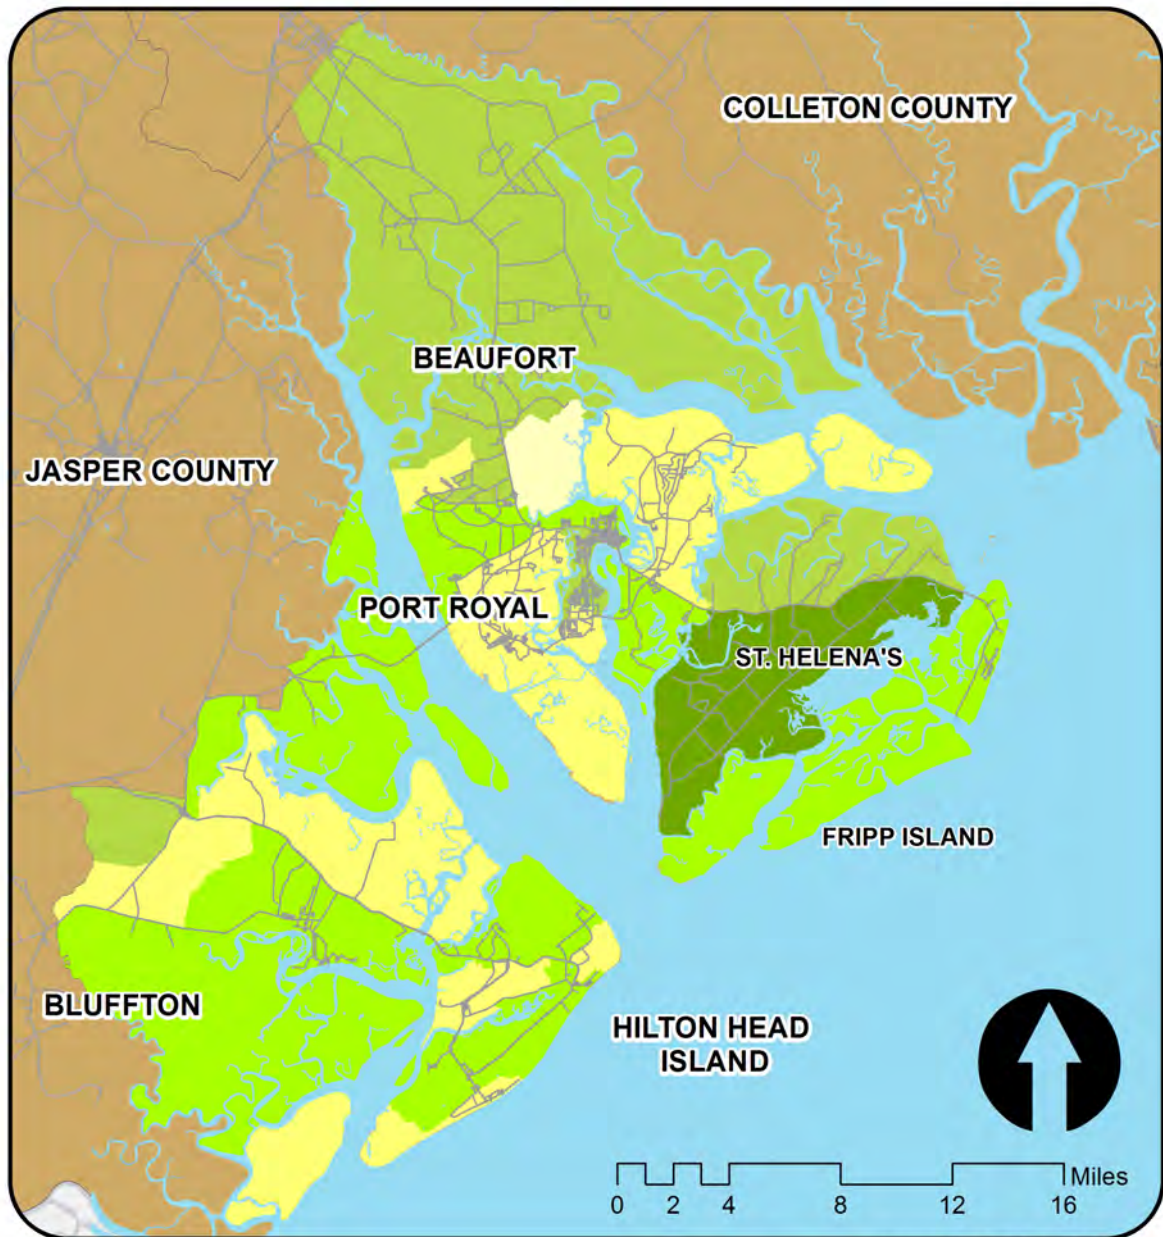 COLLETON COUNTY
BEAUFORT
JASPER COUNTY
PORT ROYAL
ST. HELENA'S
FRIPP ISLAND
BLUFFTON
HILTON HEAD
ISLAND
Miles
0 2 4 8 12 16